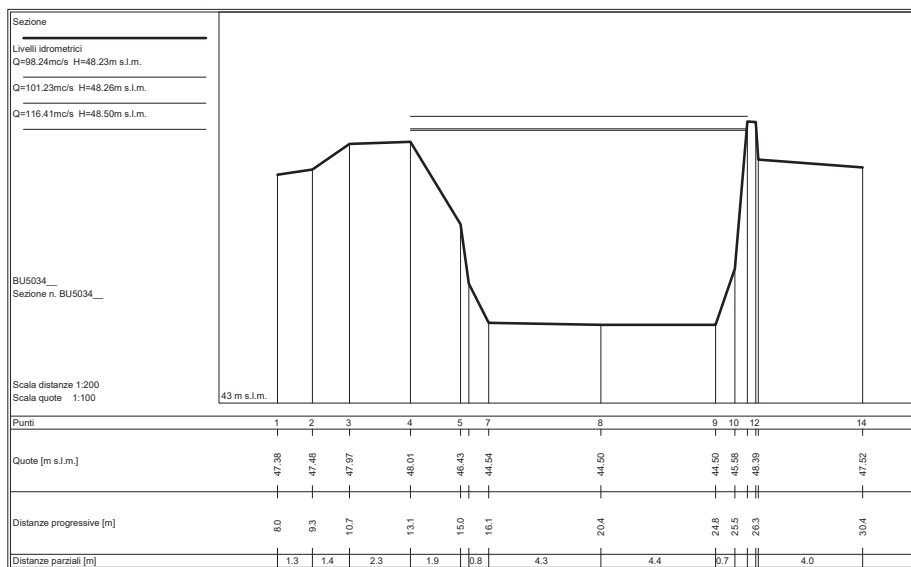 Sezione
Livelli idrometrici
Q=98.24mc/s H=48.23m s.l.m.
Q=101.23mc/s H=48.26m s.l.m.
Q=116.41mc/s H=48.50m s.l.m.
BU5034__
Sezione n. BU5034__
Scala distanze 1:200
Scala quote 1:100
43 m s.l.m.
Punti 1 2 3 4 5 7 8 9 10 12 14
Quote [m s.l.m.] 47.38 47.48 47.97 48.01 46.43 44.54 44.50 44.50 45.58 48.39 47.52
Distanze progressive [m] 8.0 9.3 10.7 13.1 15.0 16.1 20.4 24.8 25.5 26.3 30.4
Distanze parziali [m] 1.3 1.4 2.3 1.9 0.8 4.3 4.4 0.7 4.0